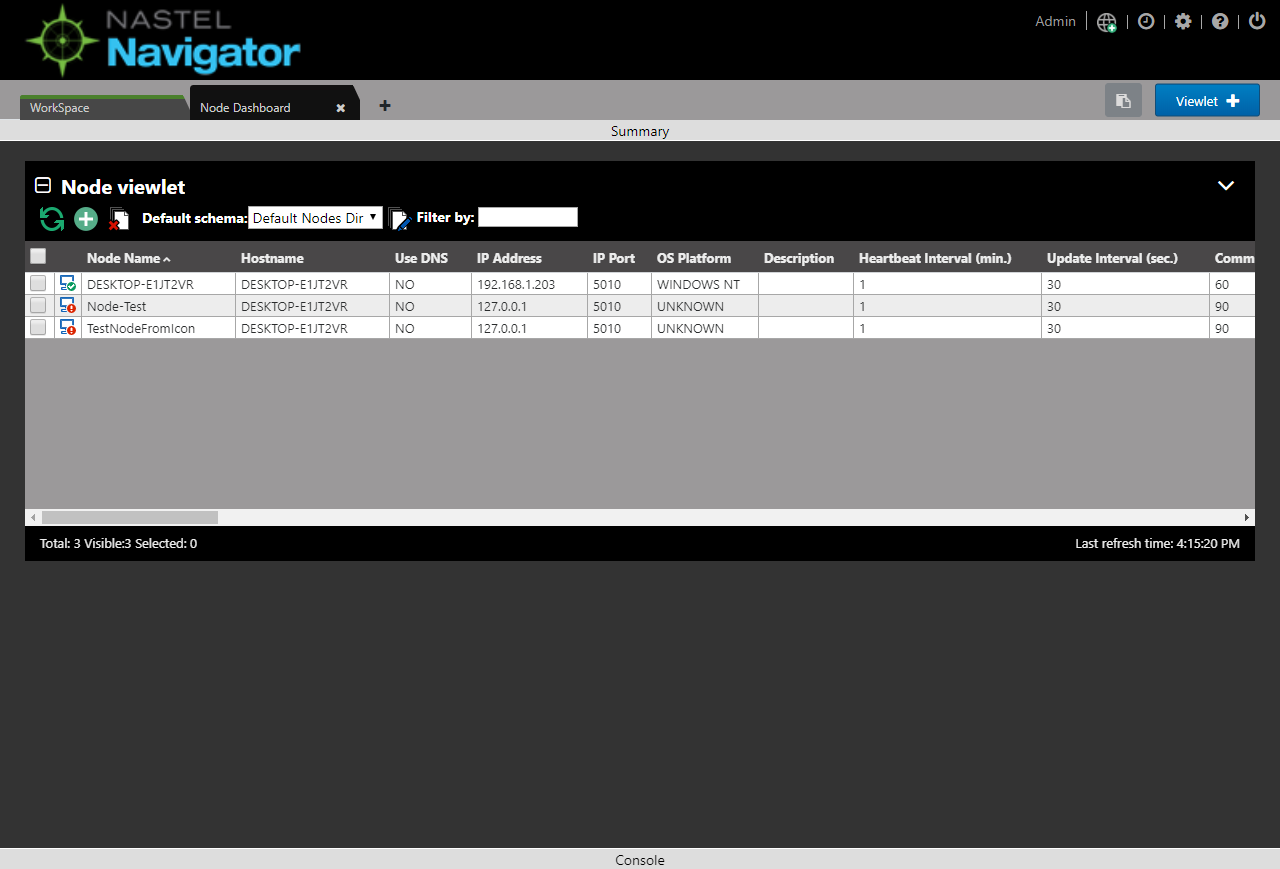 NASTEL
Navigator
Admin
WorkSpace
Node Dashboard
Viewlet
Summary
Node viewlet
Default schema: Default Nodes Dir Filter by:
Node Name Hostname Use DNS IP Address IP Port OS Platform Description Heartbeat Interval (min.) Update Interval (sec.) Comm
DESKTOP-E1JT2VR DESKTOP-E1JT2VR NO 192.168.1.203 5010 WINDOWS NT 1 30 60
Node-Test DESKTOP-E1JT2VR NO 127.0.0.1 5010 UNKNOWN 1 30 90
TestNodeFromIcon DESKTOP-E1JT2VR NO 127.0.0.1 5010 UNKNOWN 1 30 90
Total: 3 Visible:3 Selected: 0 Last refresh time: 4:15:20 PM
Console